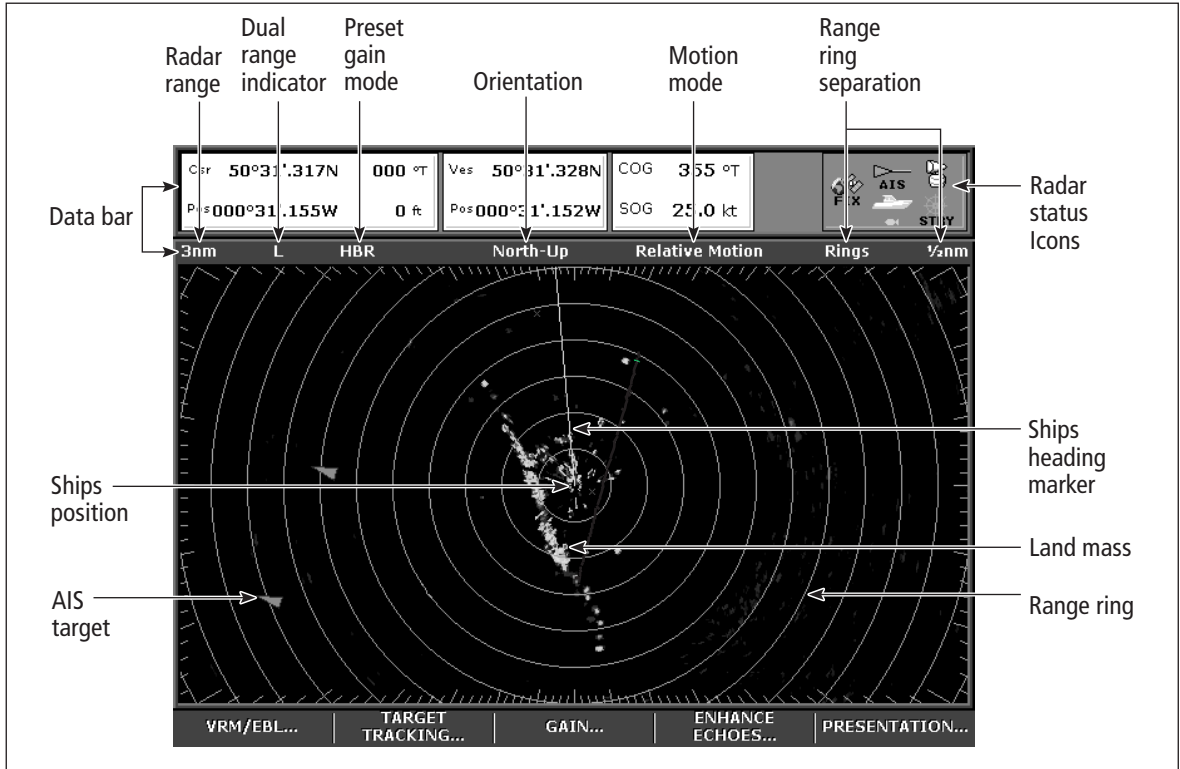 Radar
range
Dual
range
indicator
Preset
gain
mode
Orientation
Motion
mode
Range
ring
separation
Data bar
Csr 50°31'.317N 000 °T
Pos 000°31'.155W 0 ft
Ves 50°31'.328N
Pos 000°31'.152W
COG 355 °T
SOG 25.0 kt
FIX
AIS
STBY
Radar
status
Icons
3nm L HBR North-Up Relative Motion Rings ½nm
Ships
heading
marker
Ships
position
Land mass
AIS
target
Range ring
VRM/EBL...
TARGET
TRACKING...
GAIN...
ENHANCE
ECHOES...
PRESENTATION...